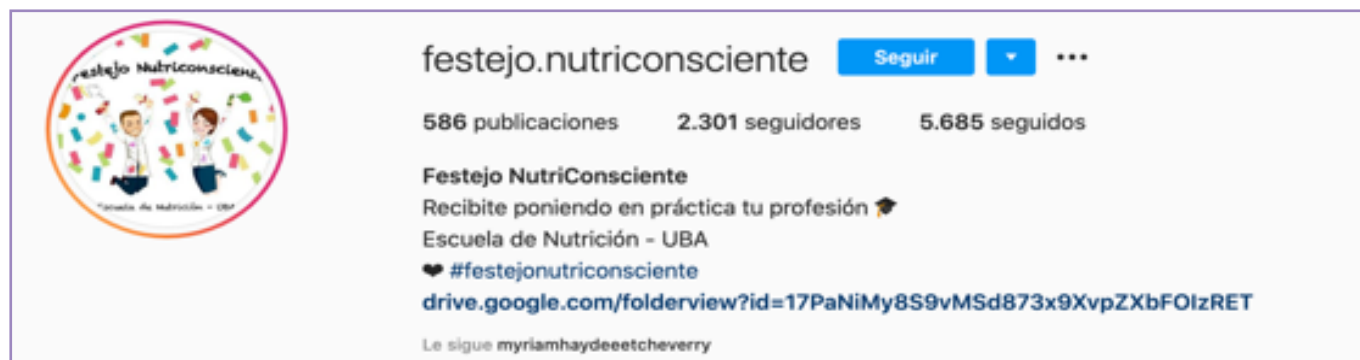 Festejo Nutriconsciente
Escuela de Nutrición - UBA
festejo.nutriconsciente Seguir
586 publicaciones 2.301 seguidores 5.685 seguidos
Festejo NutriConsciente
Recibite poniendo en práctica tu profesión 🎓
Escuela de Nutrición - UBA
❤ #festejonutriconsciente
drive.google.com/folderview?id=17PaNiMy8S9vMSd873x9XvpZXbFOIzRET
Le sigue myriamhaydeeetcheverry